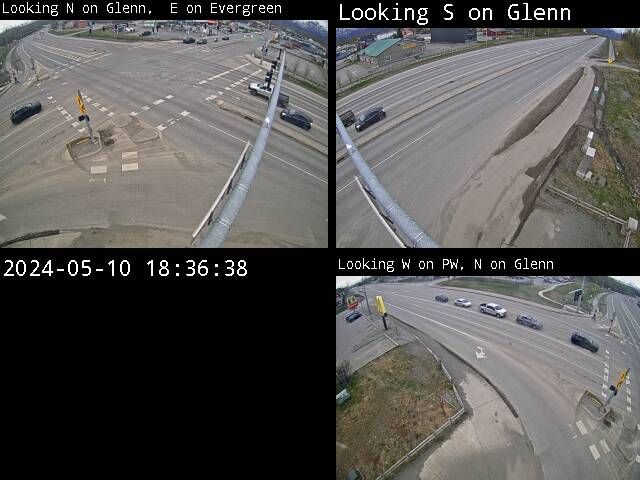 Looking N on Glenn,  E on Evergreen
Looking S on Glenn
2024-05-10 18:36:38
Looking W on PW, N on Glenn